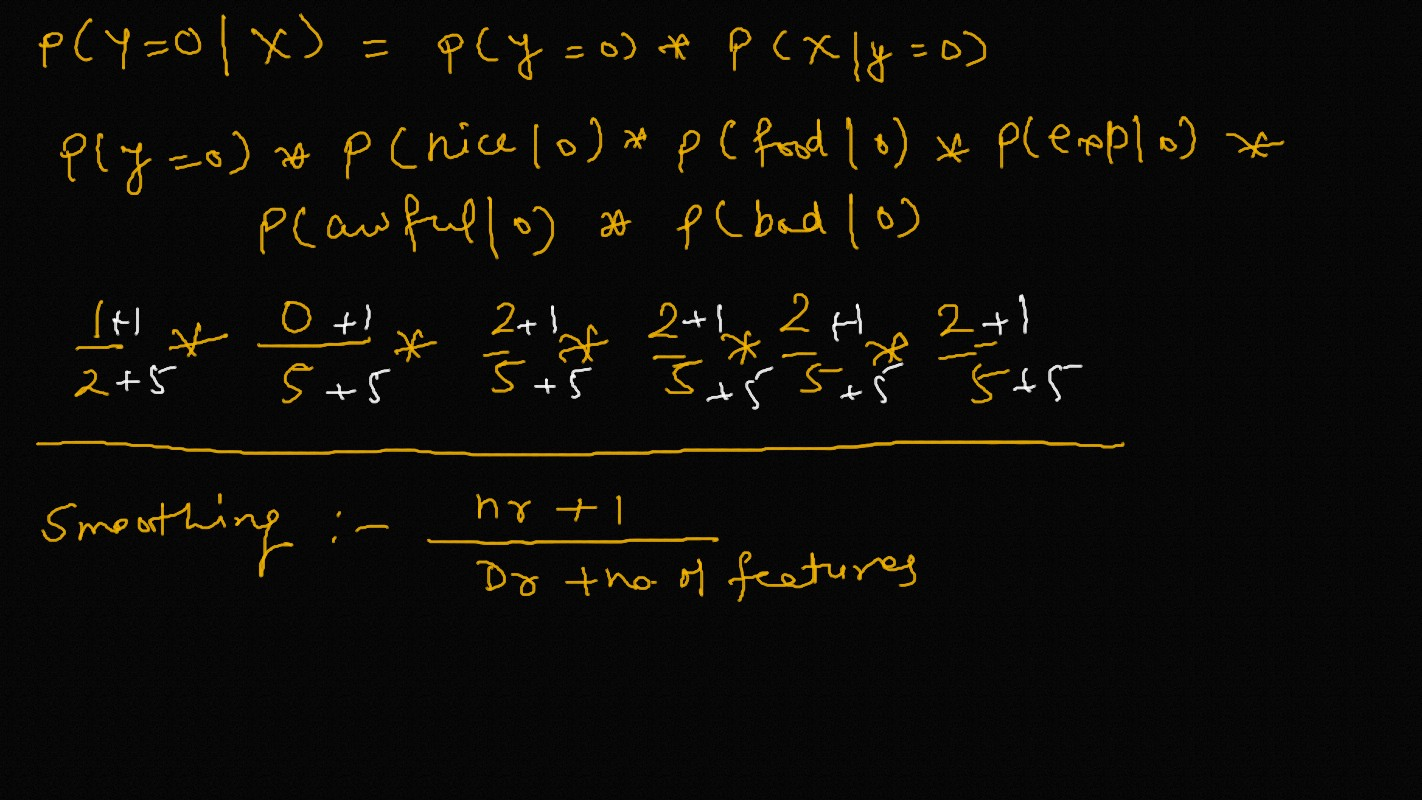 P(Y=0|X) = P(y=0) * P(X|y=0)
P(y=0) * P(nice|0) * P(food|0) * P(exp|0) *
P(awful|0) * P(bad|0)
1+1/2+5 * 0+1/5+5 * 2+1/5+5 * 2+1/5+5 * 2+1/5+5 * 2+1/5+5
Smoothing :- nr + 1 / Dr + no of features